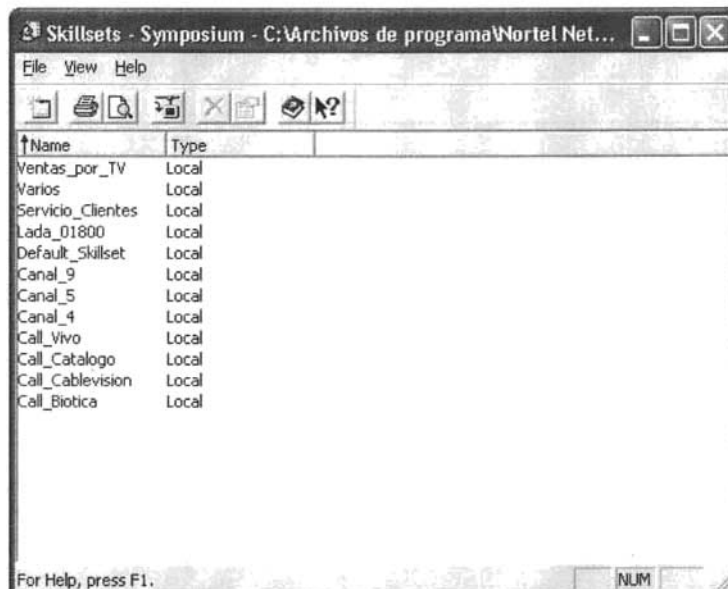 Skillsets - Symposium - C:\Archivos de programa\Nortel Net...
File View Help
Name Type
Ventas_por_TV Local
Varios Local
Servicio_Clientes Local
Lada_01800 Local
Default_Skillset Local
Canal_9 Local
Canal_5 Local
Canal_4 Local
Call_Vivo Local
Call_Catalogo Local
Call_Cablevision Local
Call_Biotica Local
For Help, press F1. NUM